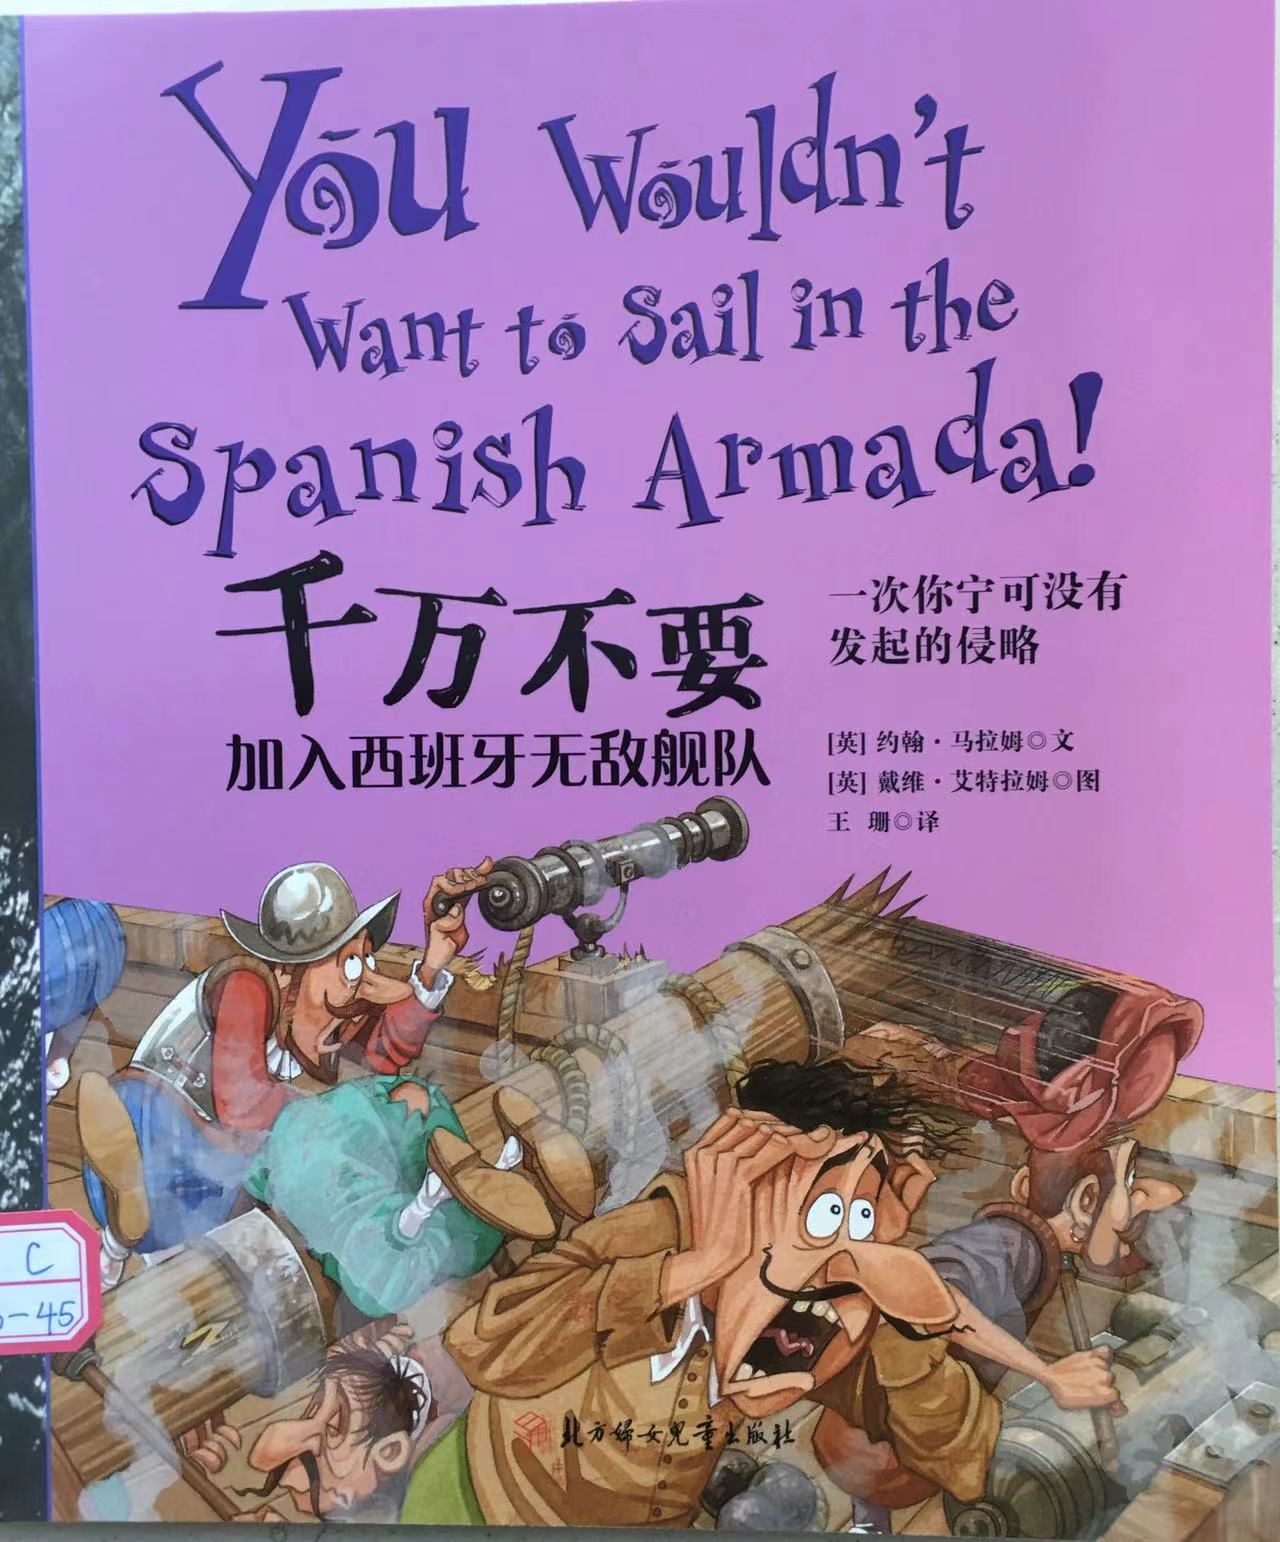 You Wouldn't
Want to Sail in the
Spanish Armada!
千万不要
加入西班牙无敌舰队
一次你宁可没有
发起的侵略
[英] 约翰·马拉姆◎文
[英] 戴维·艾特拉姆◎图
王 珊◎译
C
-45
北方婦女兒童出版社